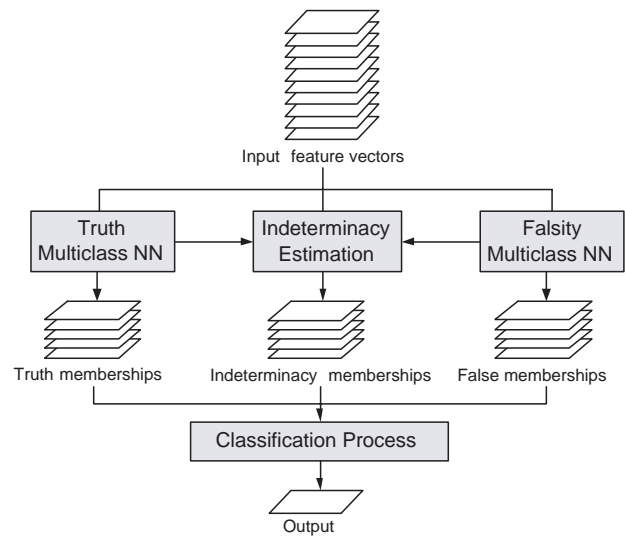 Input feature vectors
Truth
Multiclass NN
Indeterminacy
Estimation
Falsity
Multiclass NN
Truth memberships
Indeterminacy memberships
False memberships
Classification Process
Output